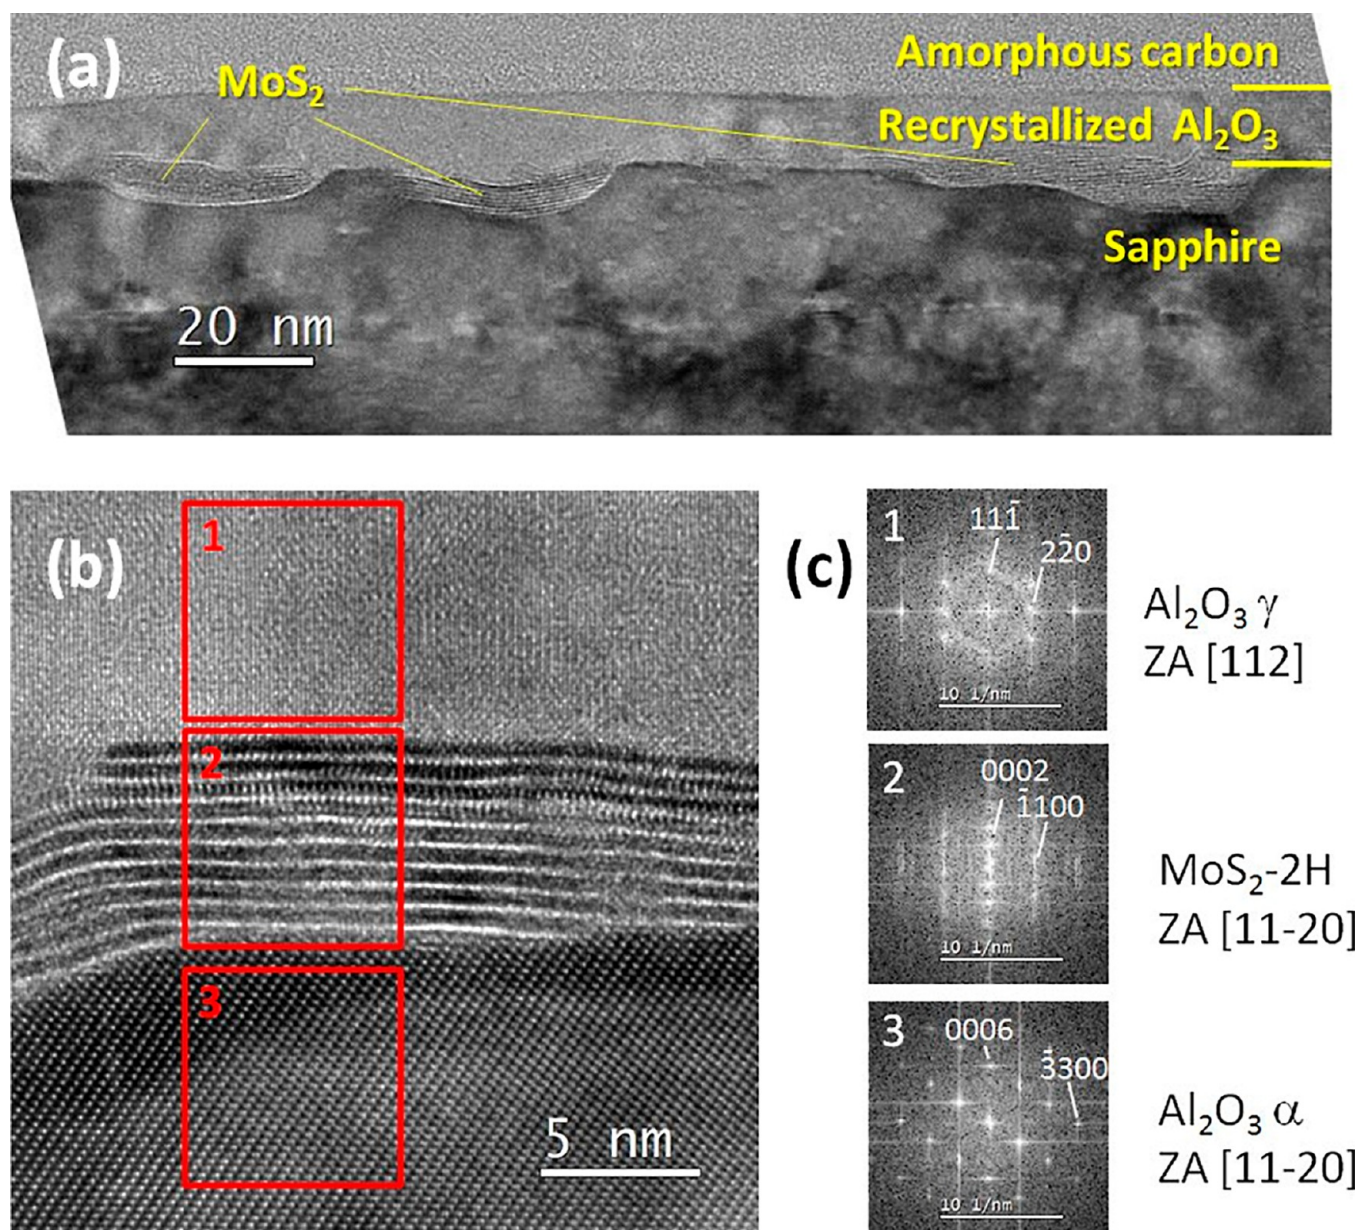 (a)
MoS₂
Amorphous carbon
Recrystallized Al₂O₃
Sapphire
20 nm
(b)
1
2
3
5 nm
(c)
1
111̅
22̅0
10 1/nm
Al₂O₃ γ
ZA [112]
2
0002
1̅100
10 1/nm
MoS₂-2H
ZA [11-20]
3
0006
3̅300
10 1/nm
Al₂O₃ α
ZA [11-20]